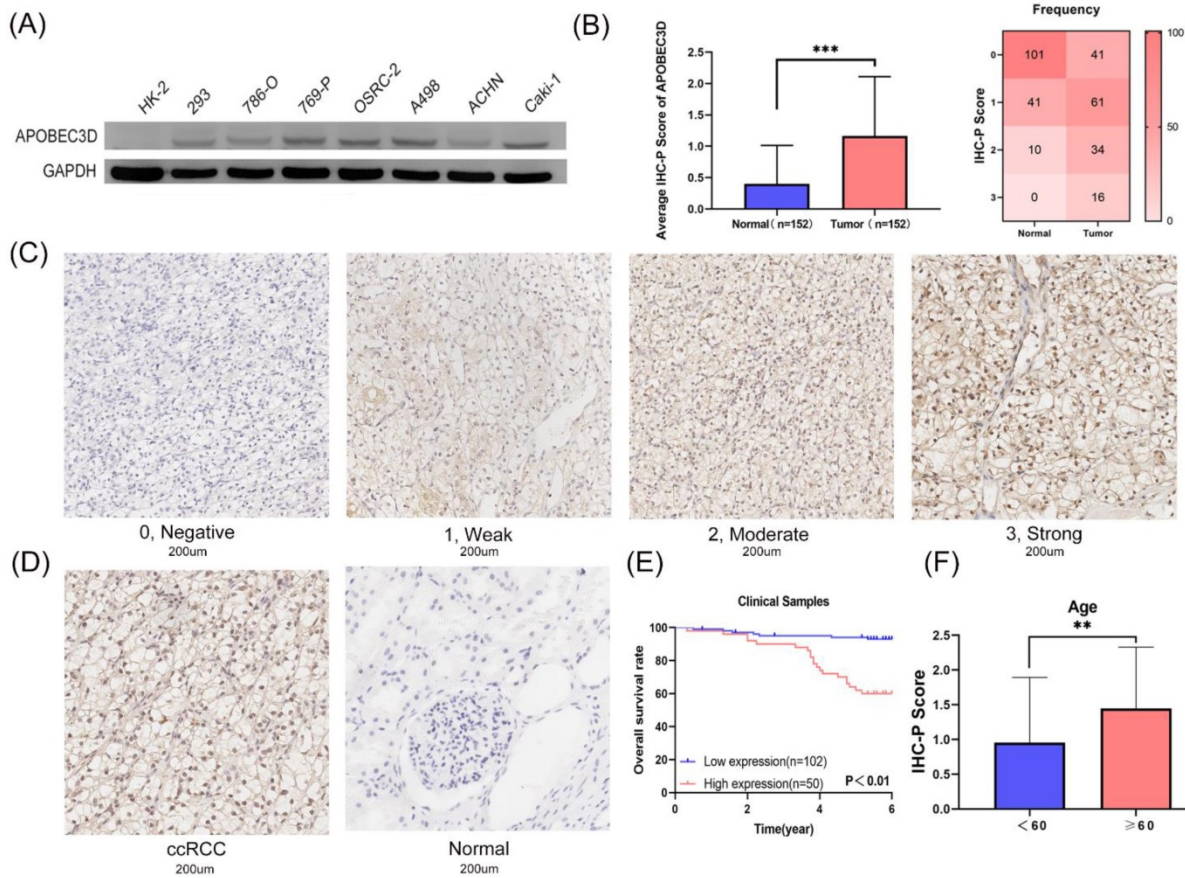 (A)
HK-2
293
786-O
769-P
OSRC-2
A498
ACHN
Caki-1
APOBEC3D
GAPDH
(B)
Average IHC-P Score of APOBEC3D
2.5
2.0
1.5
1.0
0.5
0.0
***
Normal( n=152)
Tumor ( n=152)
Frequency
IHC-P Score
0
101
41
1
41
61
2
10
34
3
0
16
Normal
Tumor
100
50
0
(C)
0, Negative
200um
1, Weak
200um
2, Moderate
200um
3, Strong
200um
(D)
ccRCC
200um
Normal
200um
(E)
Clinical Samples
Overall survival rate
100
80
60
40
20
0
Low expression(n=102)
High expression(n=50)
P<0.01
0
2
4
6
Time(year)
(F)
Age
**
IHC-P Score
2.5
2.0
1.5
1.0
0.5
0.0
<60
≥60